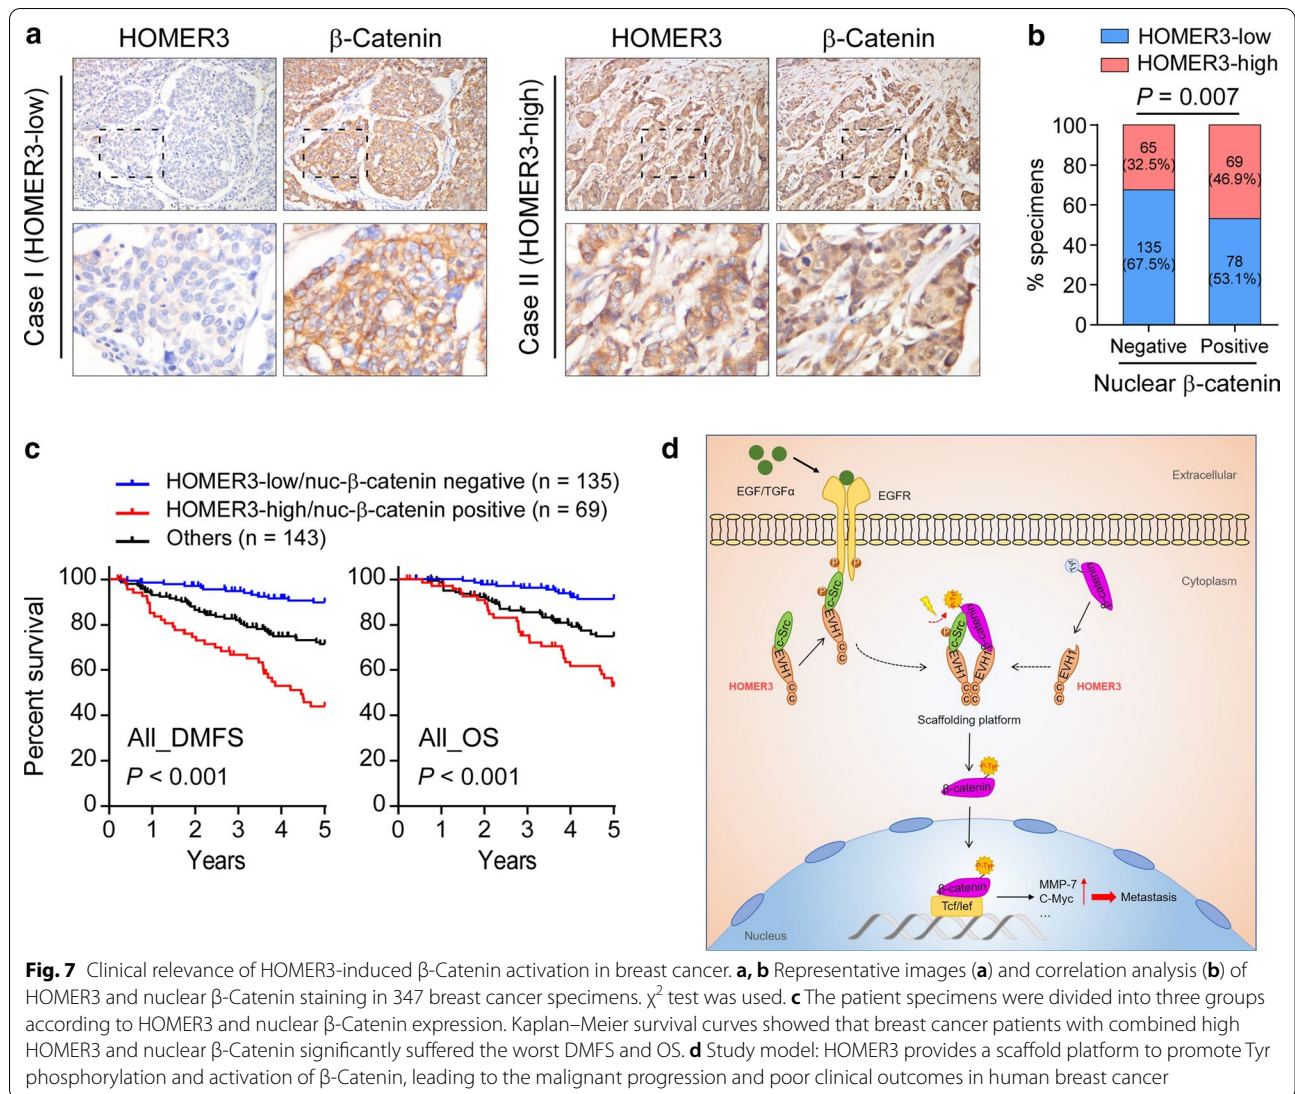 a
HOMER3
β-Catenin
HOMER3
β-Catenin
Case I (HOMER3-low)
Case II (HOMER3-high)
b
HOMER3-low
HOMER3-high
P = 0.007
% specimens
100
80
60
40
20
0
65
(32.5%)
69
(46.9%)
135
(67.5%)
78
(53.1%)
Negative Positive
Nuclear β-catenin
c
HOMER3-low/nuc-β-catenin negative (n = 135)
HOMER3-high/nuc-β-catenin positive (n = 69)
Others (n = 143)
Percent survival
100
80
60
40
20
0
All_DMFS
P < 0.001
0 1 2 3 4 5
Years
100
80
60
40
20
0
All_OS
P < 0.001
0 1 2 3 4 5
Years
d
EGF/TGFα
EGFR
Extracellular
Cytoplasm
P
P
P
c-Src
EVH1
C
C
c-Src
EVH1
C
C
HOMER3
P-Tyr
P
c-Src
β-catenin
EVH1
EVH1
C C
C C
Scaffolding platform
Tyr
β-catenin
EVH1
C
C
HOMER3
P-Tyr
β-catenin
P-Tyr
β-catenin
Tcf/lef
MMP-7
C-Myc
...
Metastasis
Nucleus
Fig. 7 Clinical relevance of HOMER3-induced β-Catenin activation in breast cancer. a, b Representative images (a) and correlation analysis (b) of
HOMER3 and nuclear β-Catenin staining in 347 breast cancer specimens. χ² test was used. c The patient specimens were divided into three groups
according to HOMER3 and nuclear β-Catenin expression. Kaplan–Meier survival curves showed that breast cancer patients with combined high
HOMER3 and nuclear β-Catenin significantly suffered the worst DMFS and OS. d Study model: HOMER3 provides a scaffold platform to promote Tyr
phosphorylation and activation of β-Catenin, leading to the malignant progression and poor clinical outcomes in human breast cancer